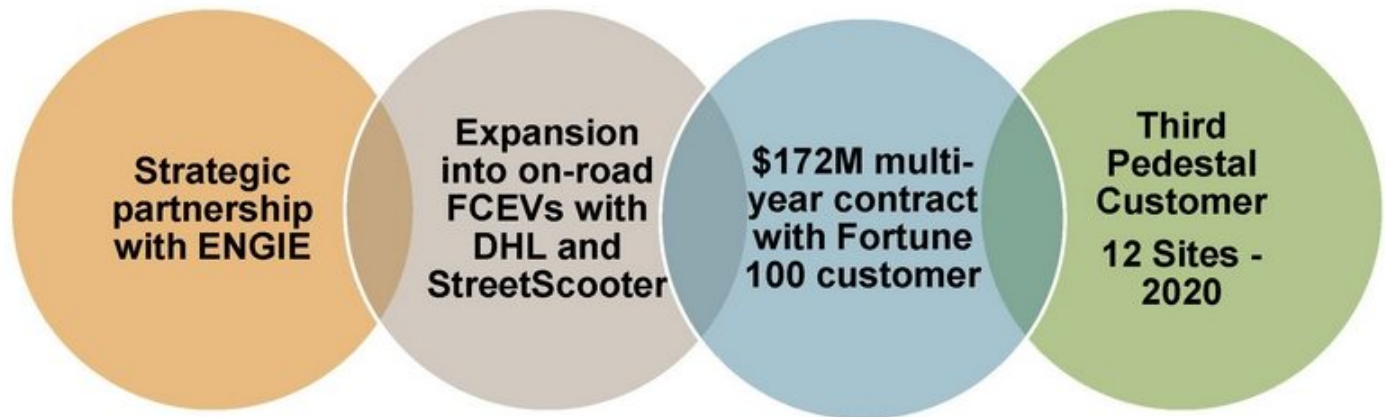 Strategic
partnership
with ENGIE
Expansion
into on-road
FCEVs with
DHL and
StreetScooter
$172M multi-
year contract
with Fortune
100 customer
Third
Pedestal
Customer
12 Sites -
2020